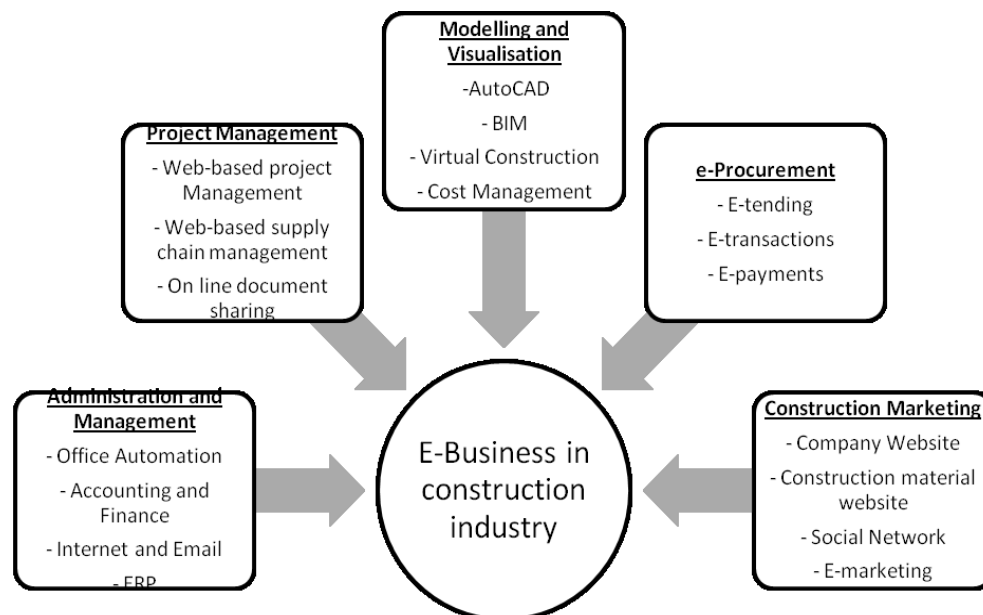 Modelling and
Visualisation
-AutoCAD
- BIM
- Virtual Construction
- Cost Management
Project Management
- Web-based project
Management
- Web-based supply
chain management
- On line document
sharing
e-Procurement
- E-tending
- E-transactions
- E-payments
Administration and
Management
- Office Automation
- Accounting and
Finance
- Internet and Email
- ERP
E-Business in
construction
industry
Construction Marketing
- Company Website
- Construction material
website
- Social Network
- E-marketing